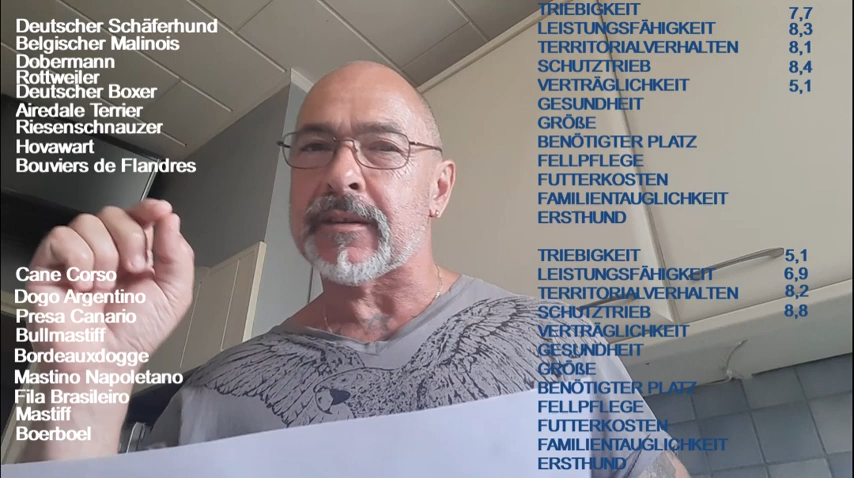 Deutscher Schäferhund
Belgischer Malinois
Dobermann
Rottweiler
Deutscher Boxer
Airedale Terrier
Riesenschnauzer
Hovawart
Bouviers de Flandres
TRIEBIGKEIT 7,7
LEISTUNGSFÄHIGKEIT 8,3
TERRITORIALVERHALTEN 8,1
SCHUTZTRIEB 8,4
VERTRÄGLICHKEIT 5,1
GESUNDHEIT
GRÖßE
BENÖTIGTER PLATZ
FELLPFLEGE
FUTTERKOSTEN
FAMILIENTAUGLICHKEIT
ERSTHUND
Cane Corso
Dogo Argentino
Presa Canario
Bullmastiff
Bordeauxdogge
Mastino Napoletano
Fila Brasileiro
Mastiff
Boerboel
TRIEBIGKEIT 5,1
LEISTUNGSFÄHIGKEIT 6,9
TERRITORIALVERHALTEN 8,2
SCHUTZTRIEB 8,8
VERTRÄGLICHKEIT
GESUNDHEIT
GRÖßE
BENÖTIGTER PLATZ
FELLPFLEGE
FUTTERKOSTEN
FAMILIENTAUGLICHKEIT
ERSTHUND